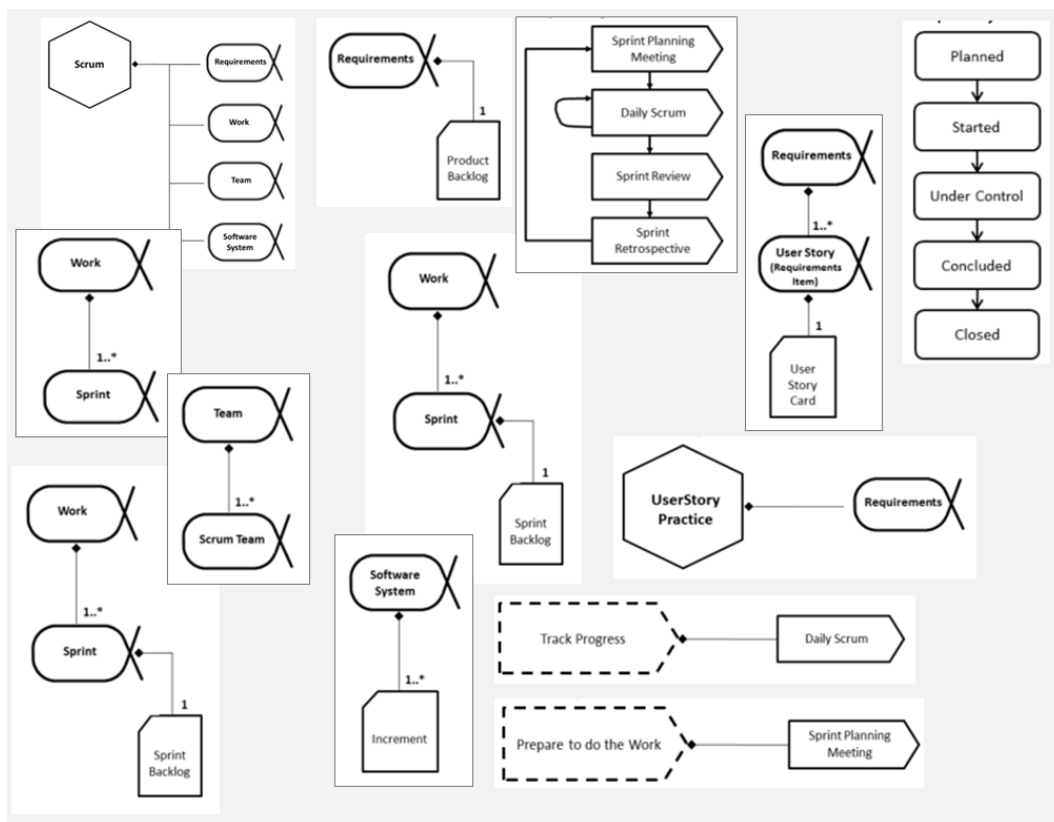 Scrum
Requirements
Work
Team
Software
System
Requirements
1
Product
Backlog
Sprint Planning
Meeting
Daily Scrum
Sprint Review
Sprint
Retrospective
Requirements
1..*
User Story
(Requirements
Item)
1
User
Story
Card
Planned
Started
Under Control
Concluded
Closed
Work
1..*
Sprint
Team
1..*
Scrum Team
Work
1..*
Sprint
1
Sprint
Backlog
UserStory
Practice
Requirements
Work
1..*
Sprint
1
Sprint
Backlog
Software
System
1..*
Increment
Track Progress
Daily Scrum
Prepare to do the Work
Sprint Planning
Meeting